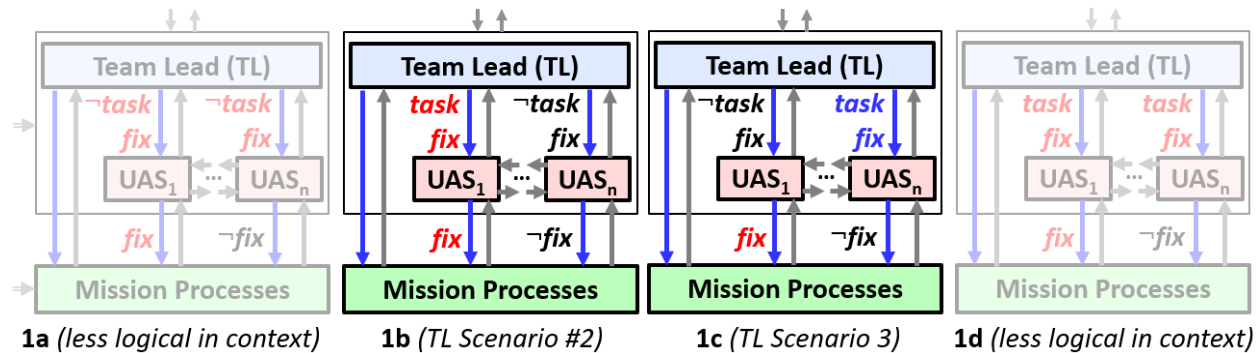 Team Lead (TL) Team Lead (TL) Team Lead (TL) Team Lead (TL)
¬task ¬task task ¬task ¬task task task task
fix fix fix fix fix fix fix fix
UAS1 ... UASn UAS1 ... UASn UAS1 ... UASn UAS1 ... UASn
fix ¬fix fix ¬fix fix ¬fix fix ¬fix
Mission Processes Mission Processes Mission Processes Mission Processes
1a (less logical in context) 1b (TL Scenario #2) 1c (TL Scenario 3) 1d (less logical in context)